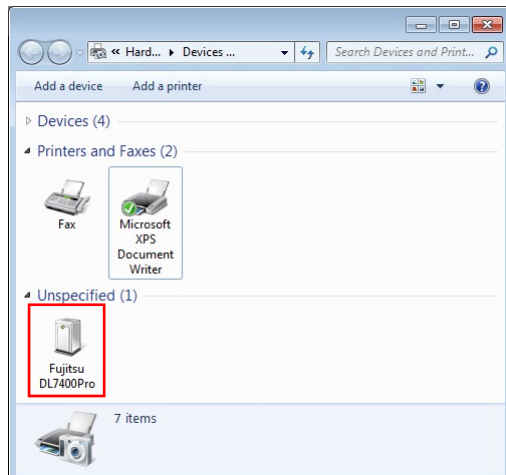 « Hard... ▸ Devices ...
Search Devices and Print...
Add a device
Add a printer
Devices (4)
Printers and Faxes (2)
Fax
Microsoft
XPS
Document
Writer
Unspecified (1)
Fujitsu
DL7400Pro
7 items